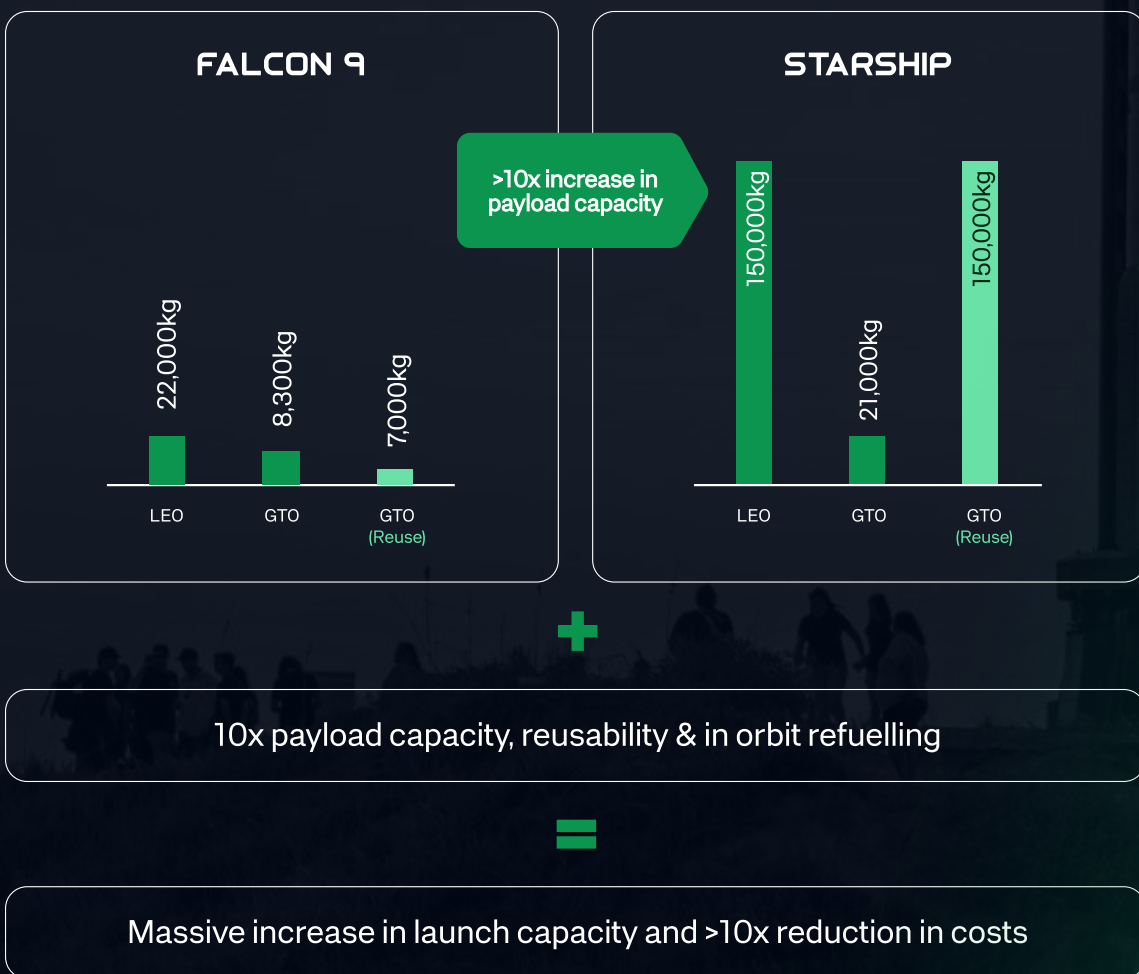 FALCON 9
22,000kg
8,300kg
7,000kg
LEO
GTO
GTO
(Reuse)
>10x increase in
payload capacity
STARSHIP
150,000kg
21,000kg
150,000kg
LEO
GTO
GTO
(Reuse)
10x payload capacity, reusability & in orbit refuelling
Massive increase in launch capacity and >10x reduction in costs